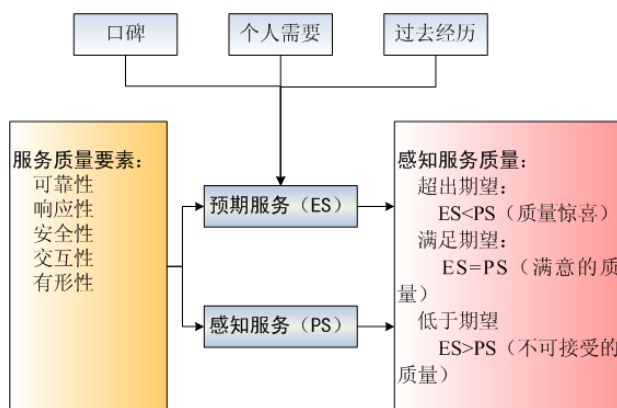 口碑
个人需要
过去经历
服务质量要素:
可靠性
响应性
安全性
交互性
有形性
预期服务(ES)
感知服务(PS)
感知服务质量:
超出期望:
ES<PS(质量惊喜)
满足期望:
ES=PS(满意的质
量)
低于期望
ES>PS(不可接受的
质量)